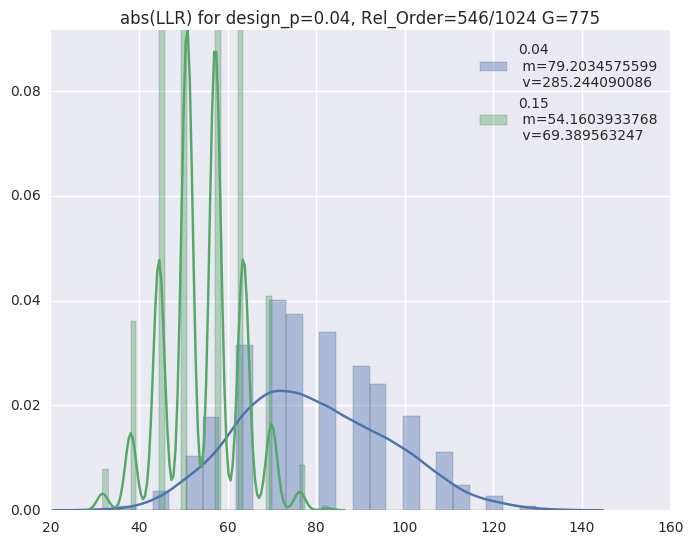 abs(LLR) for design_p=0.04, Rel_Order=546/1024 G=775
0.04
m=79.2034575599
v=285.244090086
0.15
m=54.1603933768
v=69.389563247
0.08
0.06
0.04
0.02
0.00
20 40 60 80 100 120 140 160